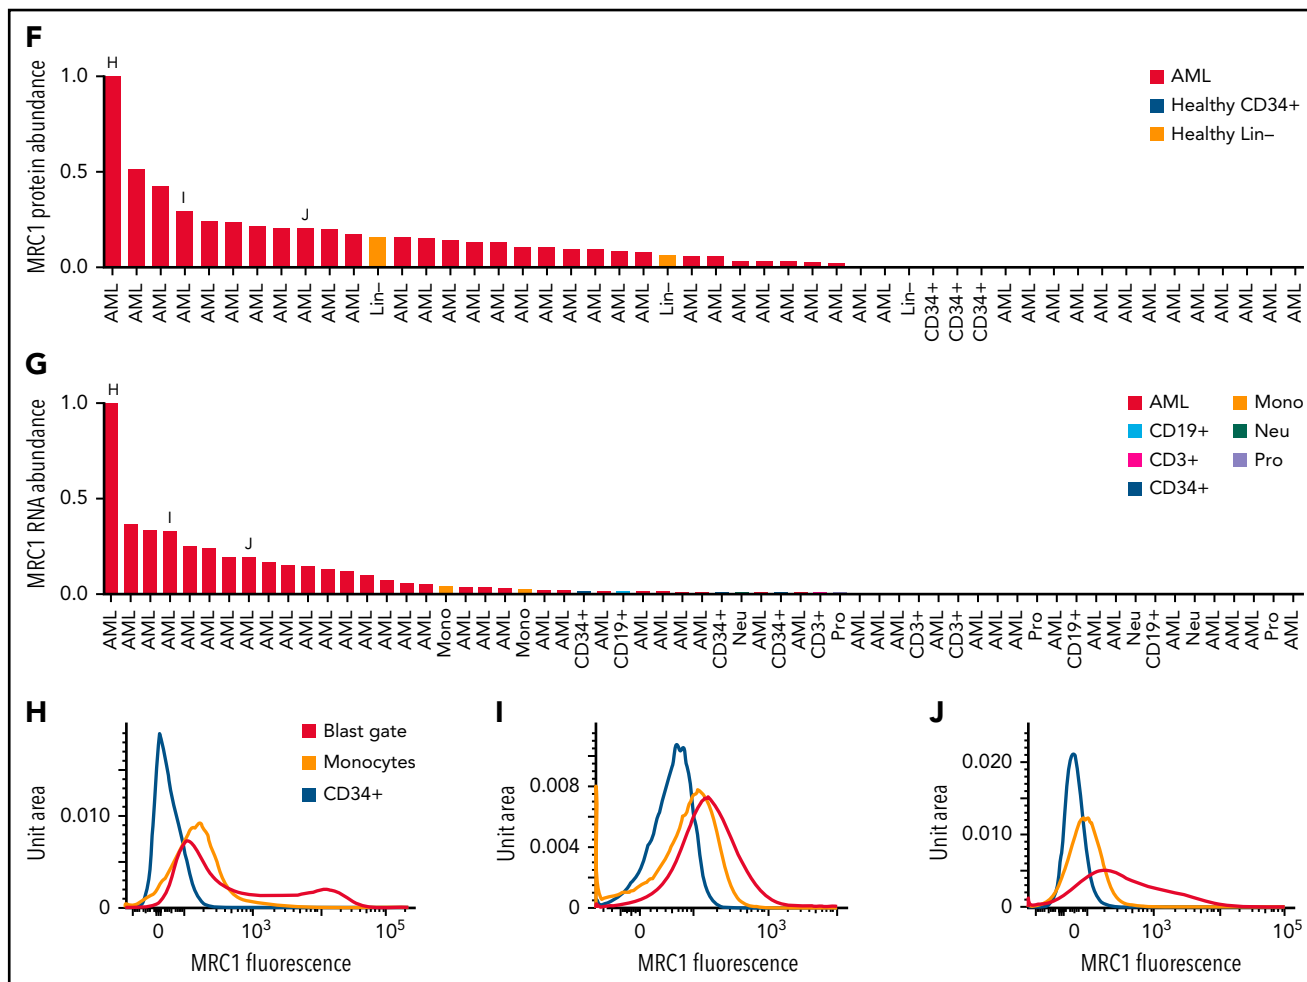 F
H
1.0
0.5
0.0
MRC1 protein abundance
I
J
AML
Healthy CD34+
Healthy Lin–
AML AML AML AML AML AML AML AML AML AML AML Lin– AML AML AML AML AML AML AML AML AML AML AML Lin– AML AML AML AML AML AML AML AML AML Lin– CD34+ CD34+ CD34+ AML AML AML AML AML AML AML AML AML AML AML AML AML
G
H
1.0
0.5
0.0
MRC1 RNA abundance
I
J
AML
CD19+
CD3+
CD34+
Mono
Neu
Pro
AML AML AML AML AML AML AML AML AML AML AML AML AML AML AML AML AML Mono AML AML AML Mono AML AML CD34+ AML CD19+ AML AML AML AML CD34+ Neu AML CD34+ AML CD3+ Pro AML AML AML CD3+ AML CD3+ AML AML AML Pro AML CD19+ AML AML Neu CD19+ AML Neu AML AML AML Pro AML
H
Blast gate
Monocytes
CD34+
Unit area
0.010
0
0 10³ 10⁵
MRC1 fluorescence
I
Unit area
0.008
0.004
0
0 10³
MRC1 fluorescence
J
Unit area
0.020
0.010
0
0 10³ 10⁵
MRC1 fluorescence